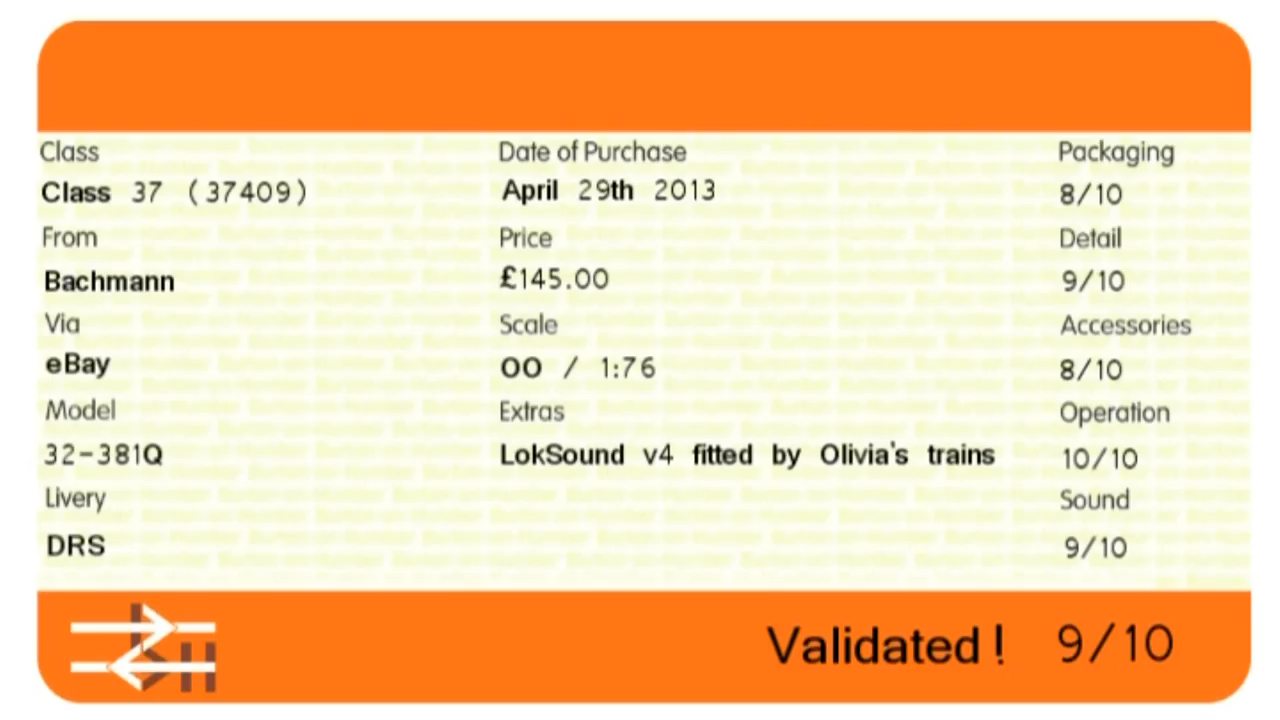 Class Date of Purchase Packaging
Class 37 (37409) April 29th 2013 8/10
From Price Detail
Bachmann £145.00 9/10
Via Scale Accessories
eBay OO / 1:76 8/10
Model Extras Operation
32-381Q LokSound v4 fitted by Olivia's trains 10/10
Livery Sound
DRS 9/10
Validated! 9/10